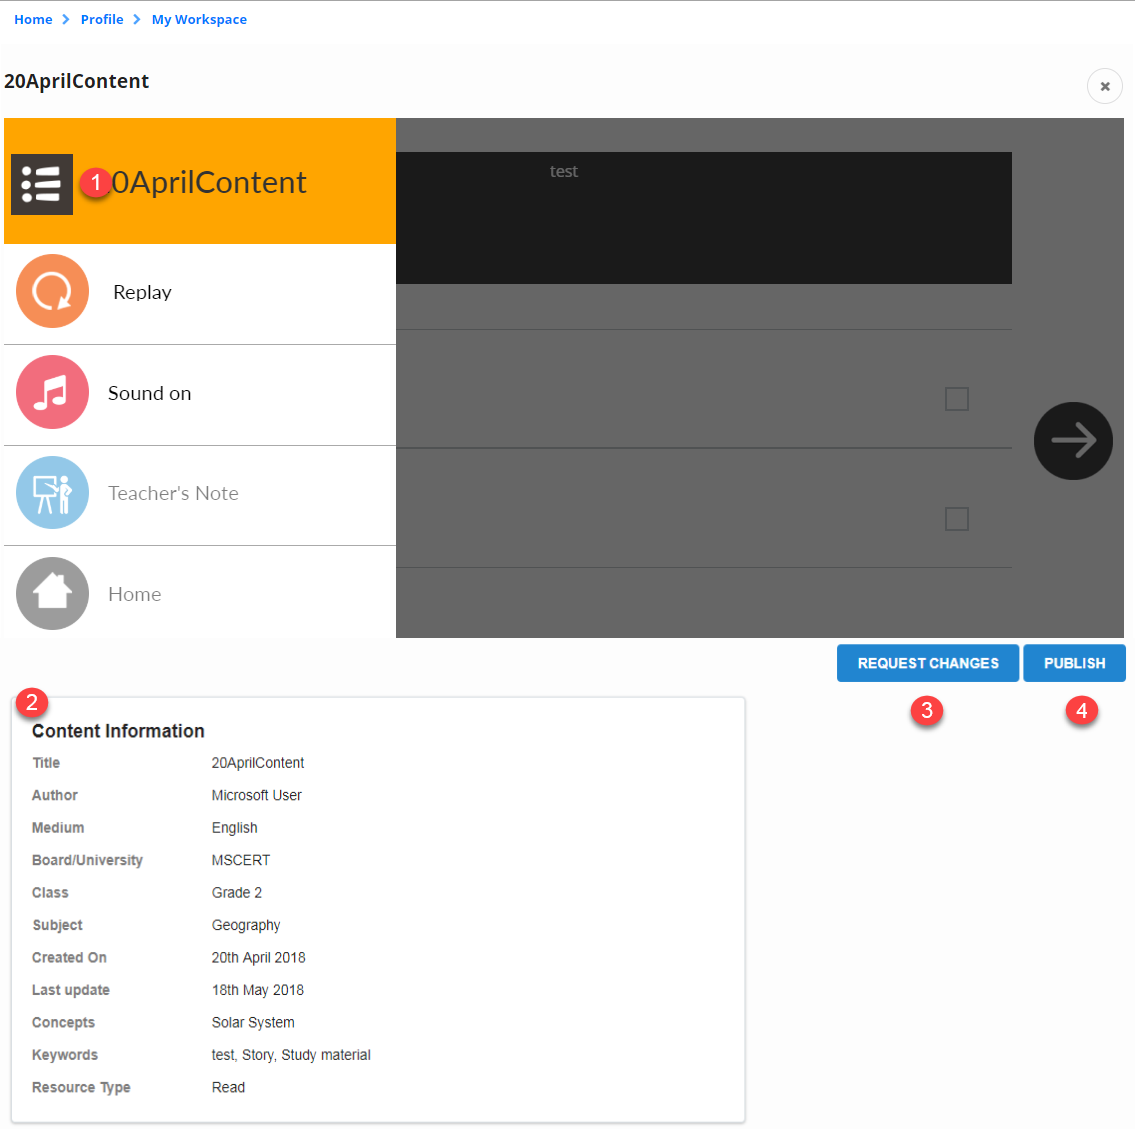 Home > Profile > My Workspace
20AprilContent
1 0AprilContent
test
Replay
Sound on
Teacher's Note
Home
REQUEST CHANGES PUBLISH
3 4
2
Content Information
Title 20AprilContent
Author Microsoft User
Medium English
Board/University MSCERT
Class Grade 2
Subject Geography
Created On 20th April 2018
Last update 18th May 2018
Concepts Solar System
Keywords test, Story, Study material
Resource Type Read